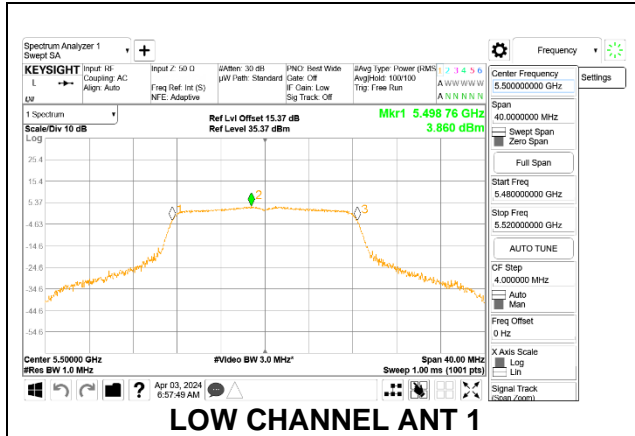 Spectrum Analyzer 1
Swept SA
+
Frequency
KEYSIGHT
L
Input: RF
Coupling: AC
Align: Auto
Input Z: 50 Ω
Freq Ref: Int (S)
NFE: Adaptive
#Atten: 30 dB
µW Path: Standard
PNO: Best Wide
Gate: Off
IF Gain: Low
Sig Track: Off
#Avg Type: Power (RMS
Avg|Hold: 100/100
Trig: Free Run
1 2 3 4 5 6
A W W W W W
A N N N N N
1 Spectrum
Scale/Div 10 dB
Log
Ref Lvl Offset 15.37 dB
Ref Level 35.37 dBm
Mkr1 5.498 76 GHz
3.860 dBm
25.4
15.4
5.37
-4.63
-14.6
-24.6
-34.6
-44.6
-54.6
1
2
3
Center 5.50000 GHz
#Res BW 1.0 MHz
#Video BW 3.0 MHz*
Span 40.00 MHz
Sweep 1.00 ms (1001 pts)
Center Frequency
5.500000000 GHz
Settings
Span
40.0000000 MHz
Swept Span
Zero Span
Full Span
Start Freq
5.480000000 GHz
Stop Freq
5.520000000 GHz
AUTO TUNE
CF Step
4.000000 MHz
Auto
Man
Freq Offset
0 Hz
X Axis Scale
Log
Lin
Signal Track
(Span Zoom)
?
Apr 03, 2024
6:57:49 AM
LOW CHANNEL ANT 1